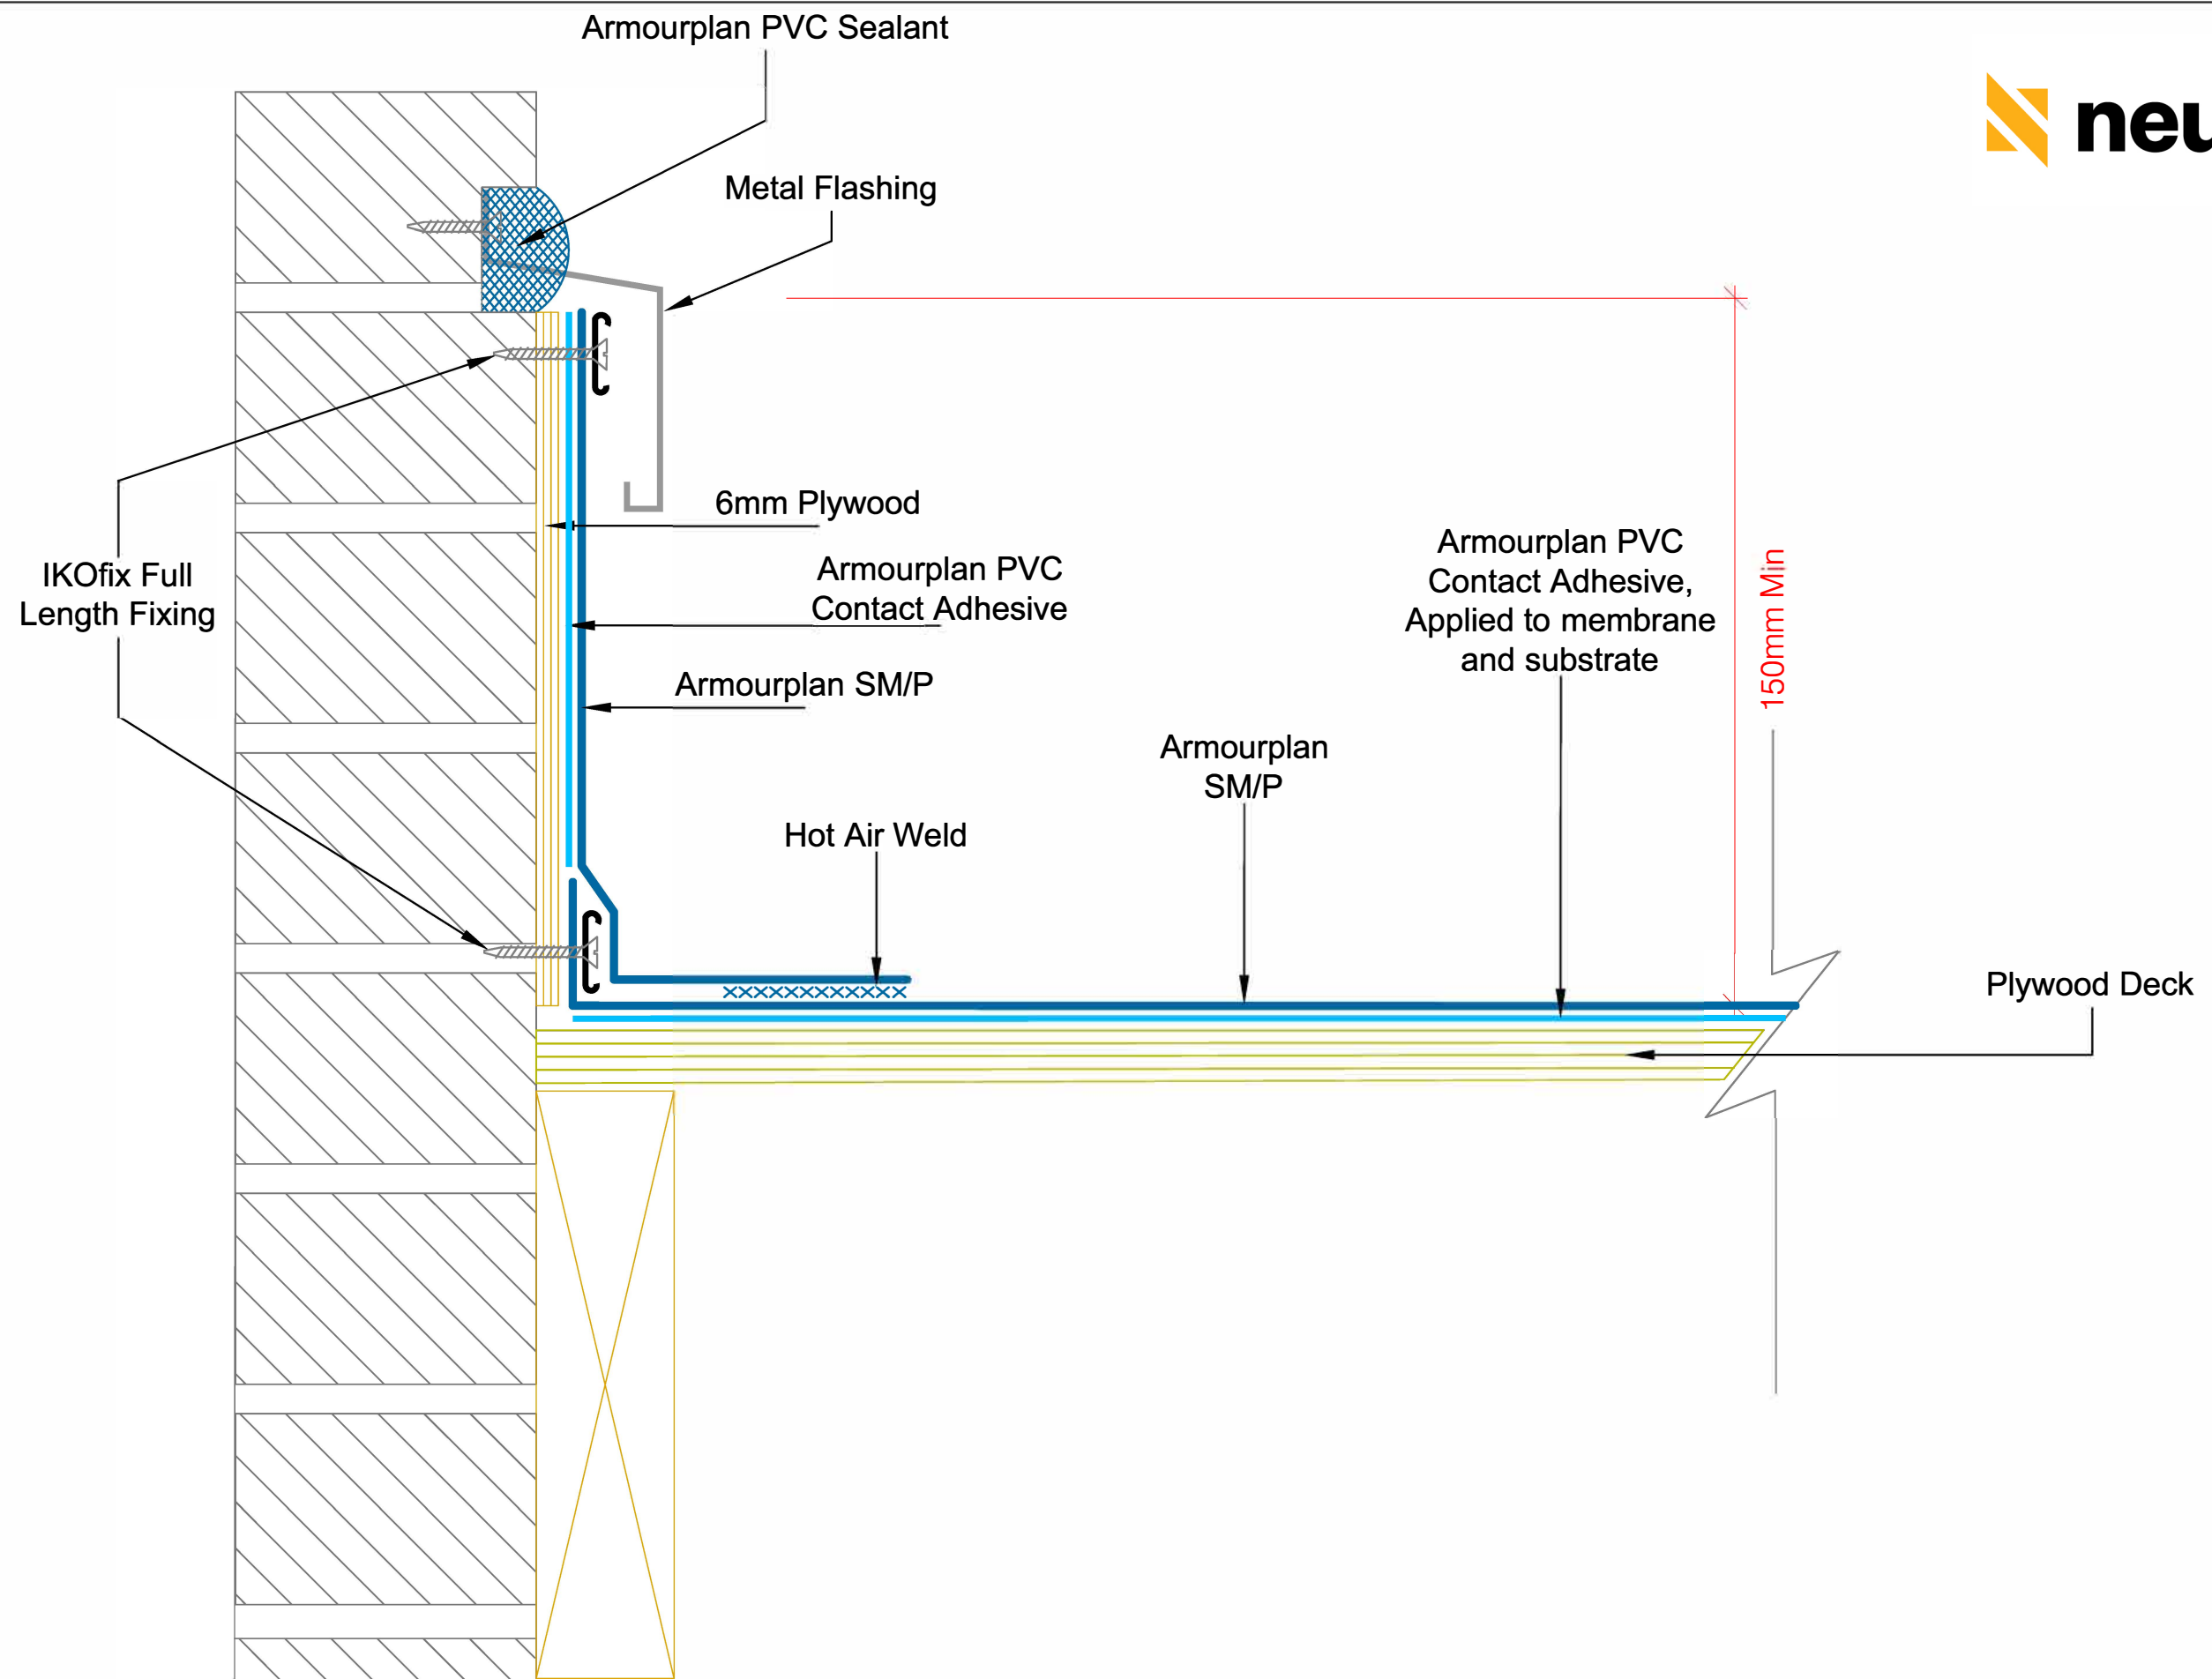 Armourplan PVC Sealant
neu
Metal Flashing
6mm Plywood
Armourplan PVC
Contact Adhesive
Armourplan PVC
Contact Adhesive,
Applied to membrane
and substrate
150mm Min
IKOfix Full
Length Fixing
Armourplan SM/P
Armourplan
SM/P
Hot Air Weld
Plywood Deck